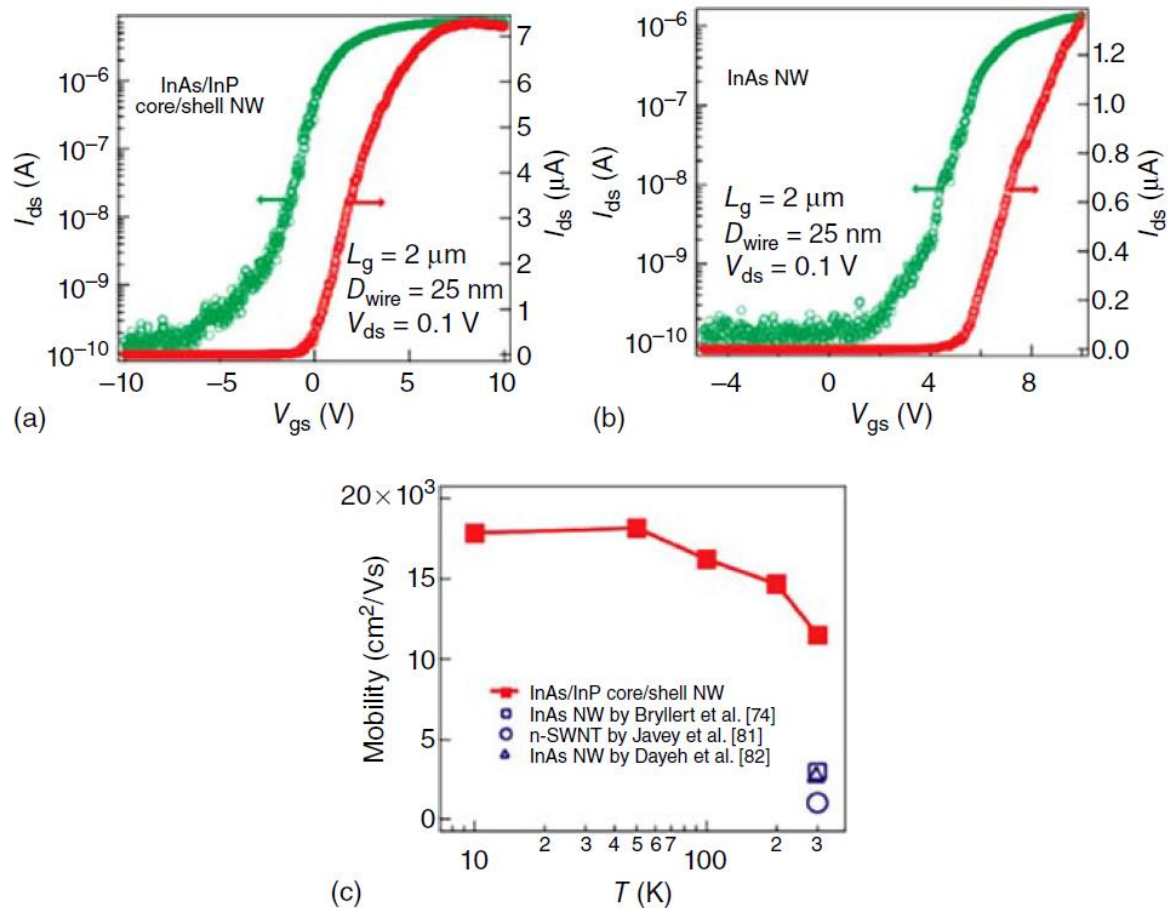 10⁻⁶
10⁻⁷
10⁻⁸
10⁻⁹
10⁻¹⁰
I_ds (A)
InAs/InP
core/shell NW
L_g = 2 μm
D_wire = 25 nm
V_ds = 0.1 V
7
6
5
4
3
2
1
0
I_ds (μA)
−10 −5 0 5 10
V_gs (V)
(a)
10⁻⁶
10⁻⁷
10⁻⁸
10⁻⁹
10⁻¹⁰
I_ds (A)
InAs NW
L_g = 2 μm
D_wire = 25 nm
V_ds = 0.1 V
1.2
1.0
0.8
0.6
0.4
0.2
0.0
I_ds (μA)
−4 0 4 8
V_gs (V)
(b)
20×10³
15
10
5
0
Mobility (cm²/Vs)
InAs/InP core/shell NW
InAs NW by Bryllert et al. [74]
n-SWNT by Javey et al. [81]
InAs NW by Dayeh et al. [82]
10 2 3 4 5 6 7 100 2 3
T (K)
(c)